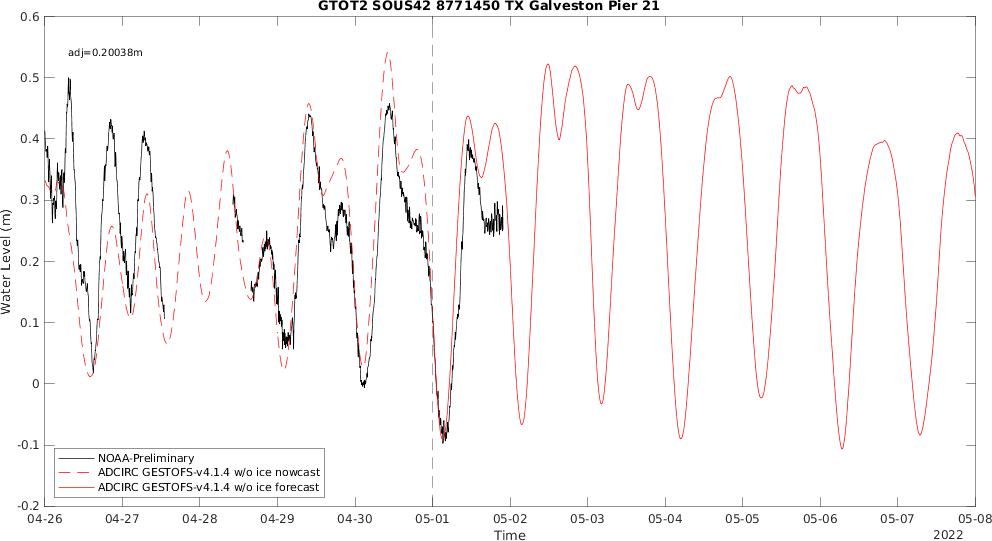 GTOT2 SOUS42 8771450 TX Galveston Pier 21
0.6
0.5
0.4
0.3
0.2
0.1
0
-0.1
-0.2
Water Level (m)
adj=0.20038m
NOAA-Preliminary
ADCIRC GESTOFS-v4.1.4 w/o ice nowcast
ADCIRC GESTOFS-v4.1.4 w/o ice forecast
04-26 04-27 04-28 04-29 04-30 05-01 05-02 05-03 05-04 05-05 05-06 05-07 05-08
Time
2022